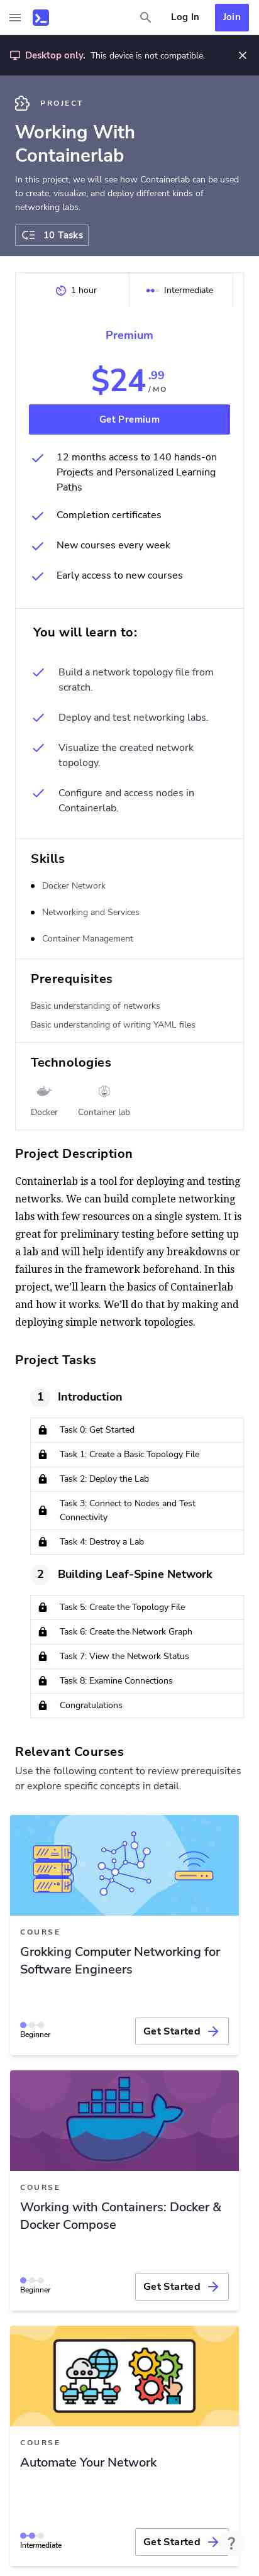 Log In
Join
Desktop only. This device is not compatible.
PROJECT
Working With
Containerlab
In this project, we will see how Containerlab can be used
to create, visualize, and deploy different kinds of
networking labs.
10 Tasks
1 hour
Intermediate
Premium
$24.99
/MO
Get Premium
12 months access to 140 hands-on
Projects and Personalized Learning
Paths
Completion certificates
New courses every week
Early access to new courses
You will learn to:
Build a network topology file from
scratch.
Deploy and test networking labs.
Visualize the created network
topology.
Configure and access nodes in
Containerlab.
Skills
Docker Network
Networking and Services
Container Management
Prerequisites
Basic understanding of networks
Basic understanding of writing YAML files
Technologies
Docker
Container lab
Project Description
Containerlab is a tool for deploying and testing
networks. We can build complete networking
labs with few resources on a single system. It is
great for preliminary testing before setting up
a lab and will help identify any breakdowns or
failures in the framework beforehand. In this
project, we’ll learn the basics of Containerlab
and how it works. We’ll do that by making and
deploying simple network topologies.
Project Tasks
1 Introduction
Task 0: Get Started
Task 1: Create a Basic Topology File
Task 2: Deploy the Lab
Task 3: Connect to Nodes and Test
Connectivity
Task 4: Destroy a Lab
2 Building Leaf-Spine Network
Task 5: Create the Topology File
Task 6: Create the Network Graph
Task 7: View the Network Status
Task 8: Examine Connections
Congratulations
Relevant Courses
Use the following content to review prerequisites
or explore specific concepts in detail.
COURSE
Grokking Computer Networking for
Software Engineers
Beginner
Get Started
COURSE
Working with Containers: Docker &
Docker Compose
Beginner
Get Started
COURSE
Automate Your Network
Intermediate
Get Started
?